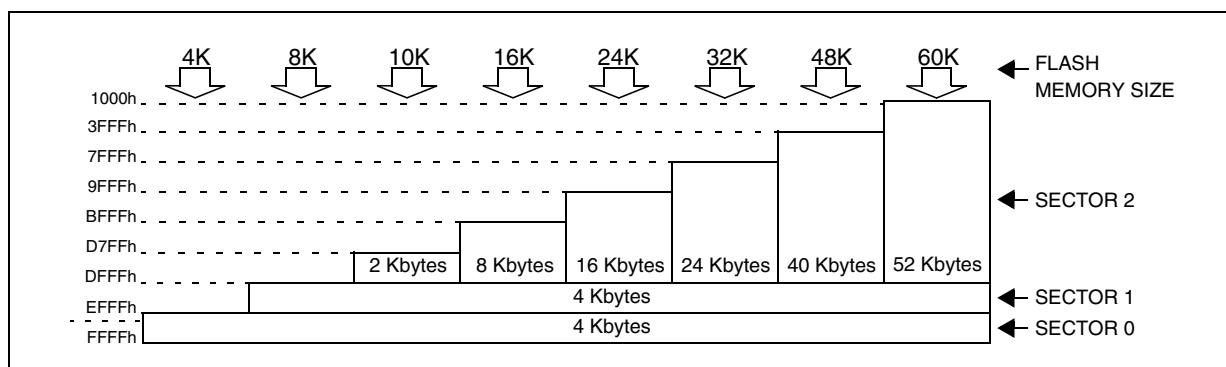 4K 8K 10K 16K 24K 32K 48K 60K
FLASH
MEMORY SIZE
1000h
3FFFh
7FFFh
9FFFh
SECTOR 2
BFFFh
D7FFh
2 Kbytes 8 Kbytes 16 Kbytes 24 Kbytes 40 Kbytes 52 Kbytes
DFFFh
4 Kbytes SECTOR 1
EFFFh
4 Kbytes SECTOR 0
FFFFh